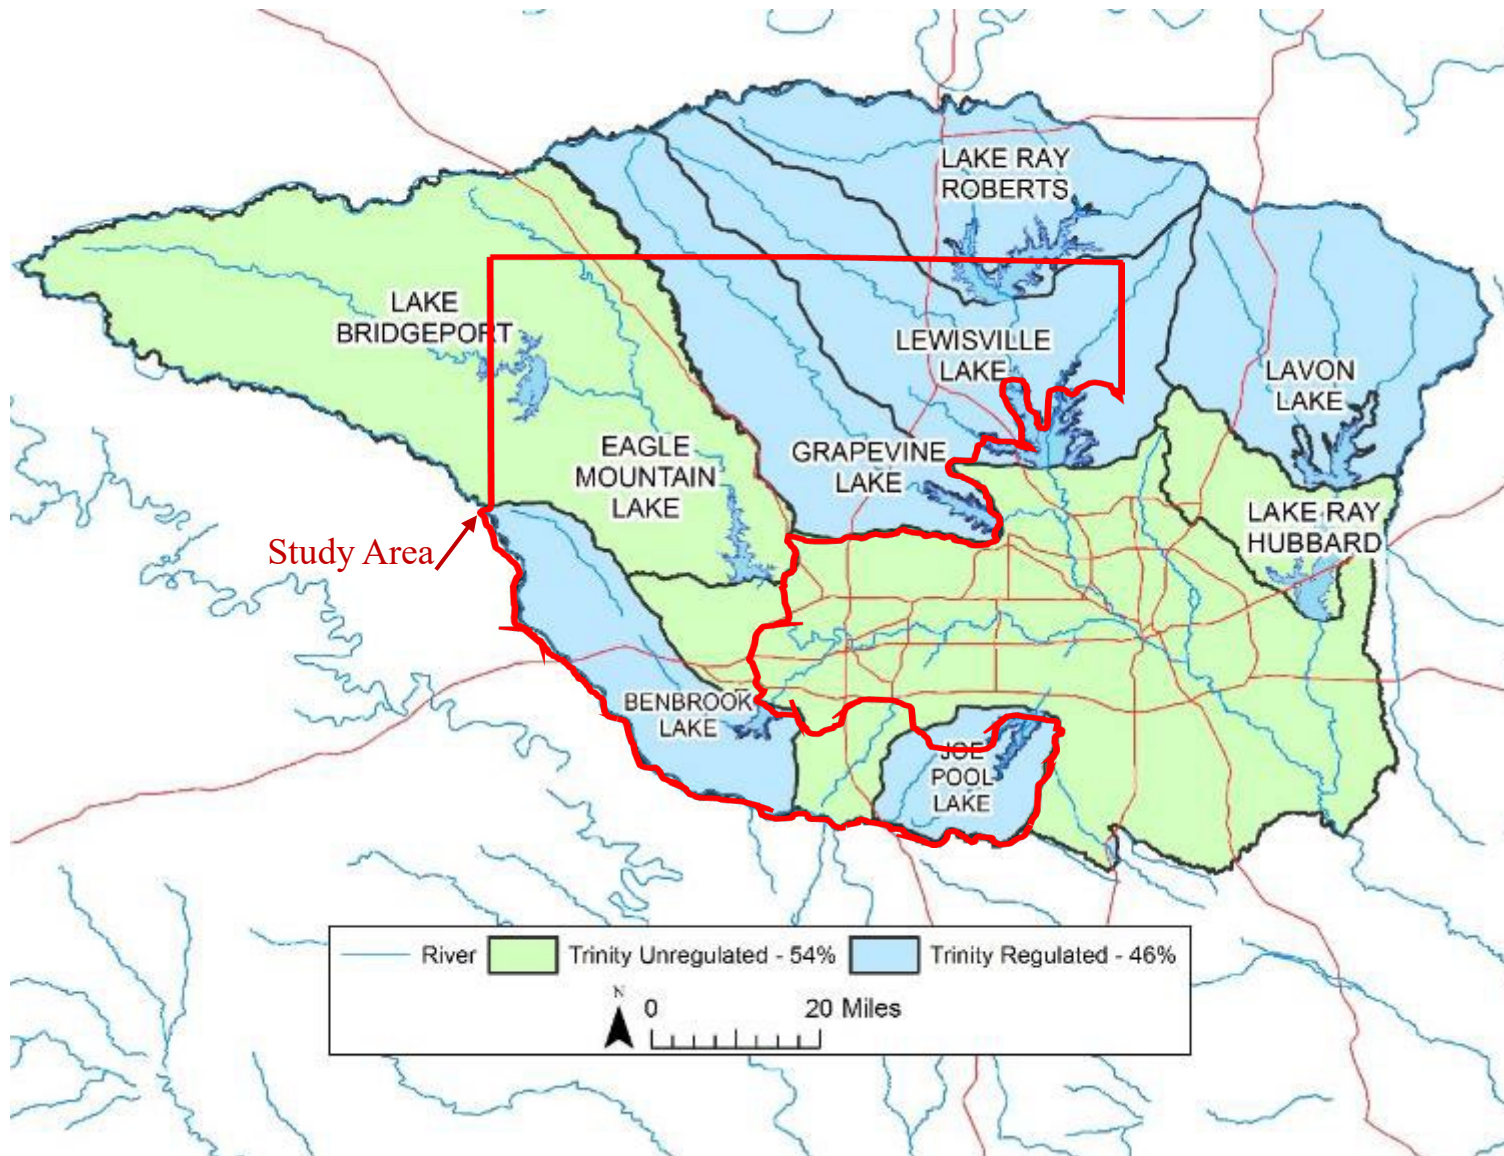 LAKE RAY
ROBERTS
LAKE
BRIDGEPORT
LEWISVILLE
LAKE
LAVON
LAKE
EAGLE
MOUNTAIN
LAKE
GRAPEVINE
LAKE
LAKE RAY
HUBBARD
Study Area
BENBROOK
LAKE
JOE
POOL
LAKE
River
Trinity Unregulated - 54%
Trinity Regulated - 46%
N
0
20 Miles